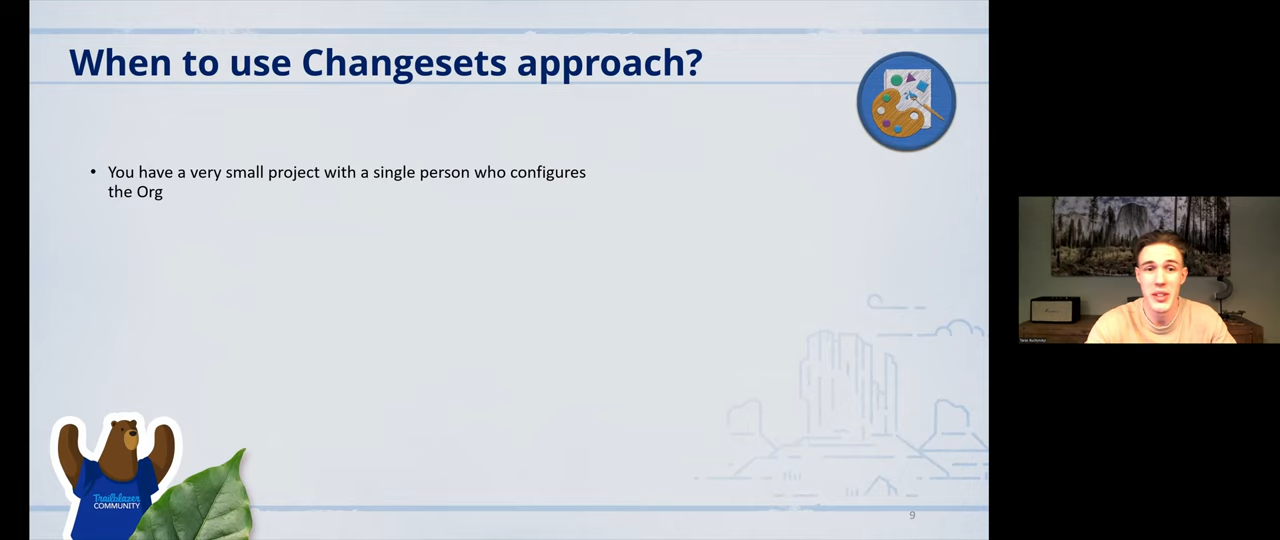 When to use Changesets approach?
• You have a very small project with a single person who configures
the Org
Trailblazer
COMMUNITY
9